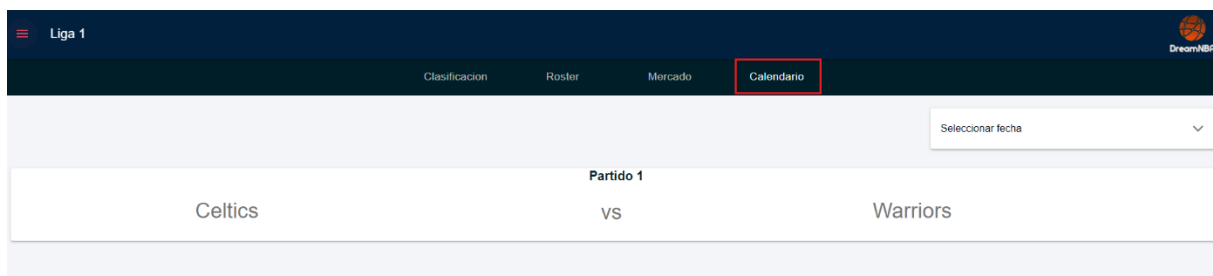 Liga 1
DreamNBA
Clasificacion Roster Mercado Calendario
Seleccionar fecha
Partido 1
Celtics vs Warriors